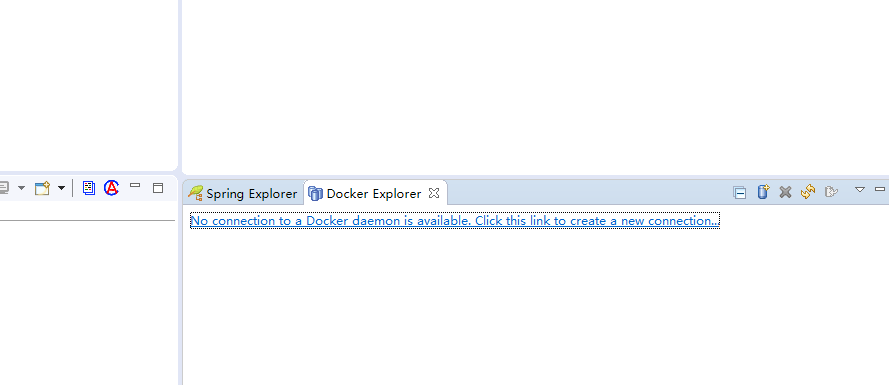 Spring Explorer Docker Explorer
No connection to a Docker daemon is available. Click this link to create a new connection...